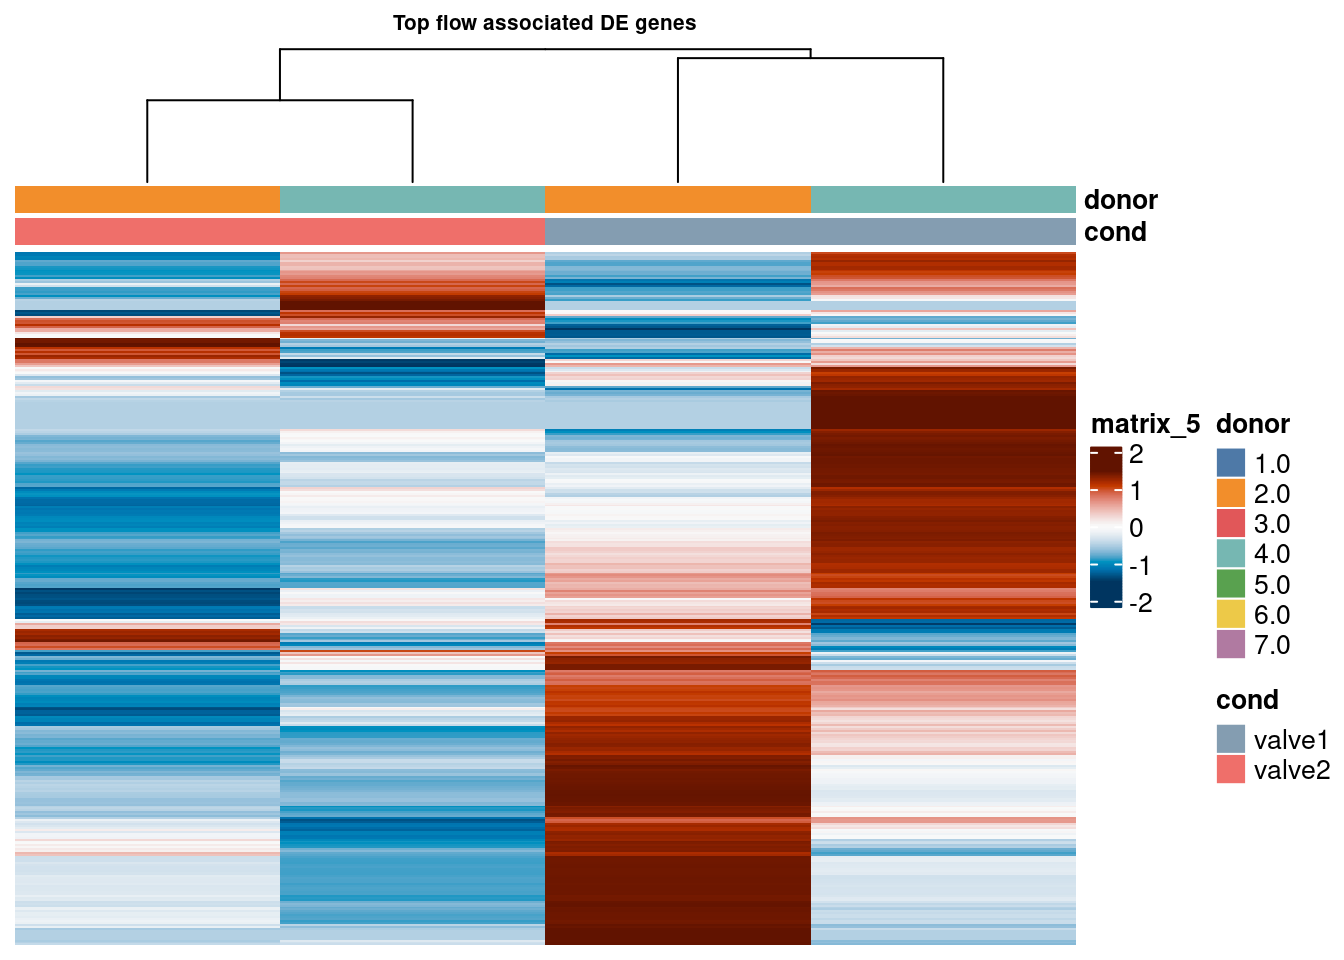 Top flow associated DE genes
donor
cond
matrix_5
2
1
0
-1
-2
donor
1.0
2.0
3.0
4.0
5.0
6.0
7.0
cond
valve1
valve2